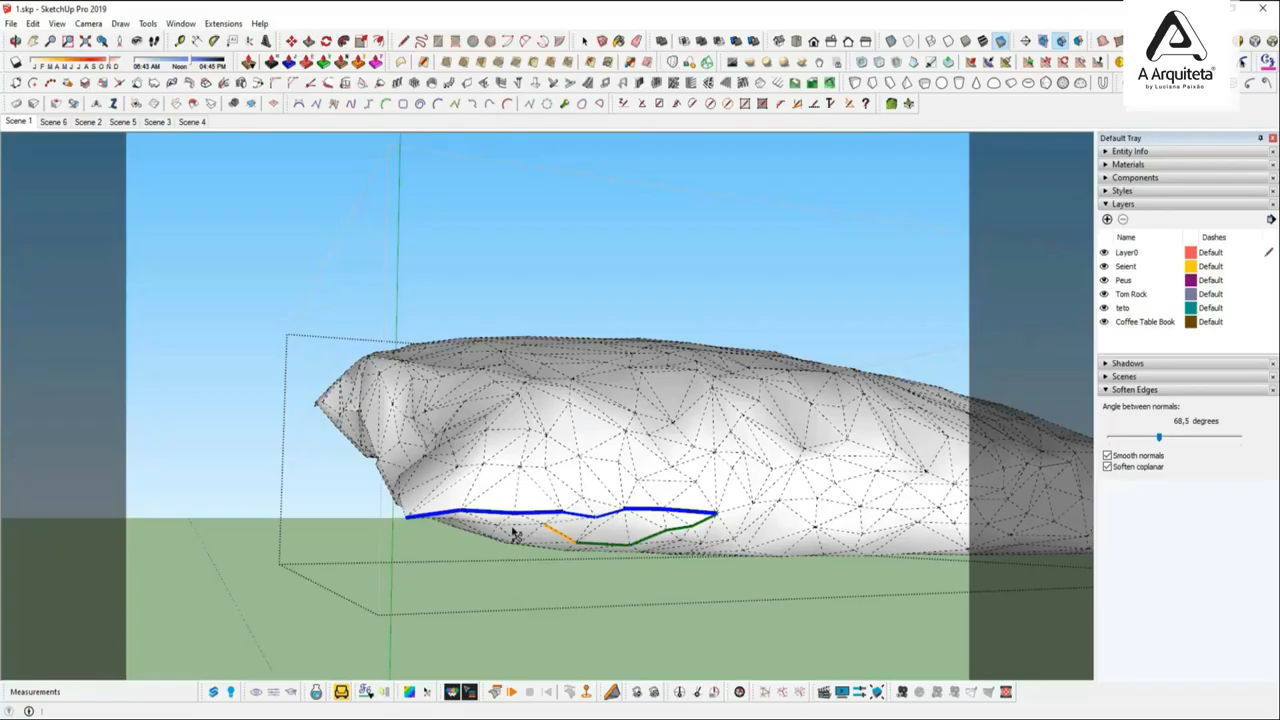 1.skp - SketchUp Pro 2019
File Edit View Camera Draw Tools Window Extensions Help
J F M A M J J A S O N D 06:43 AM Noon 04:45 PM
Scene 1 Scene 6 Scene 2 Scene 5 Scene 3 Scene 4
A Arquiteta
by Luciana Paixão
Default Tray
Entity Info
Materials
Components
Styles
Layers
Name Dashes
Layer0 Default
Seient Default
Peus Default
Tom Rock Default
teto Default
Coffee Table Book Default
Shadows
Scenes
Soften Edges
Angle between normals:
68,5 degrees
Smooth normals
Soften coplanar
Measurements